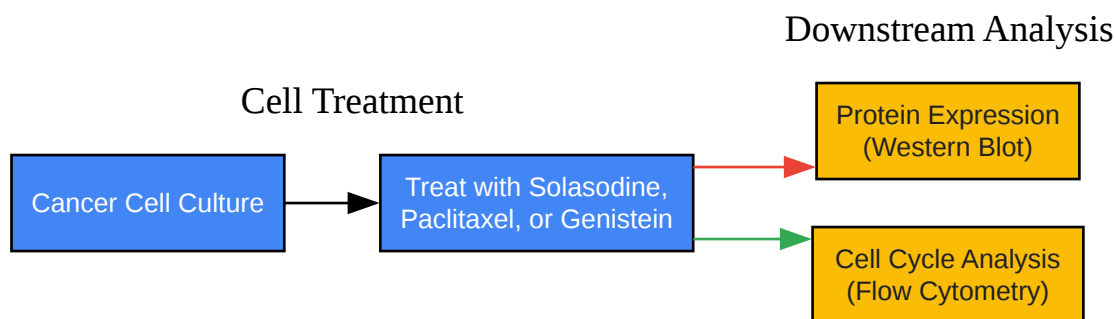 Downstream Analysis
Cell Treatment
Protein Expression
(Western Blot)
Cancer Cell Culture
Treat with Solasodine,
Paclitaxel, or Genistein
Cell Cycle Analysis
(Flow Cytometry)